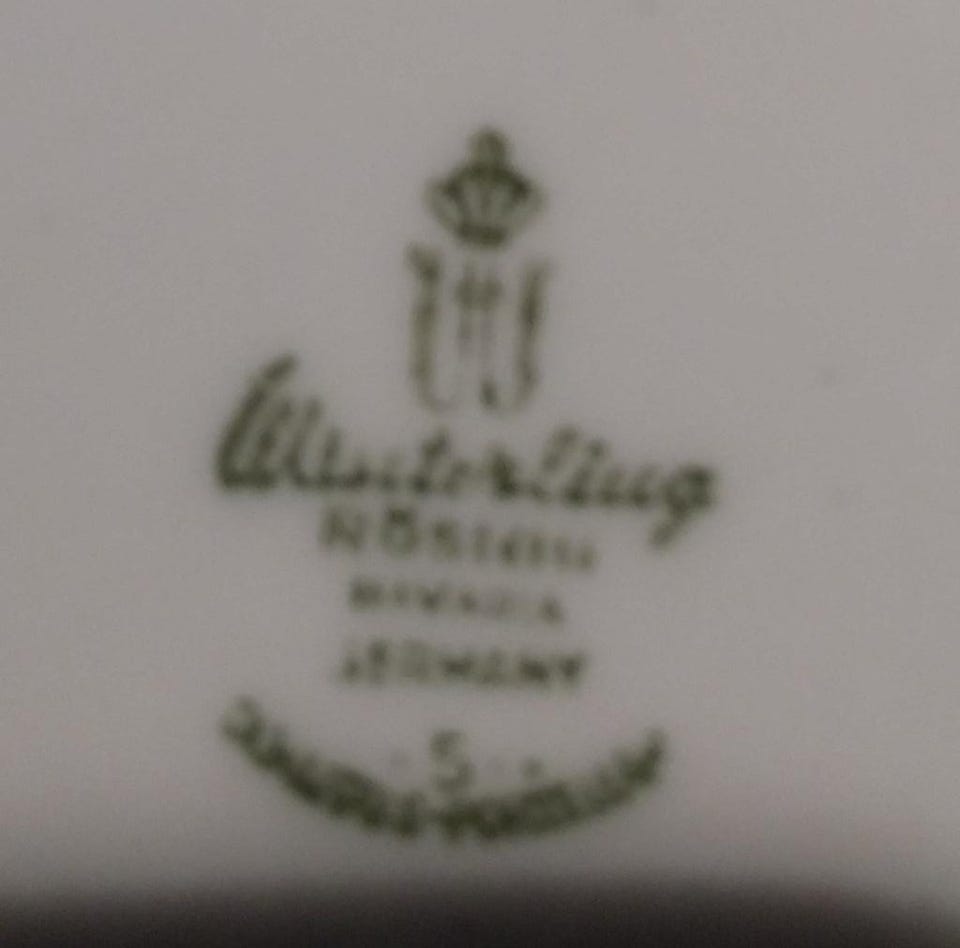 W
Winterling
RÖSLAU
BAVARIA
GERMANY
· S ·